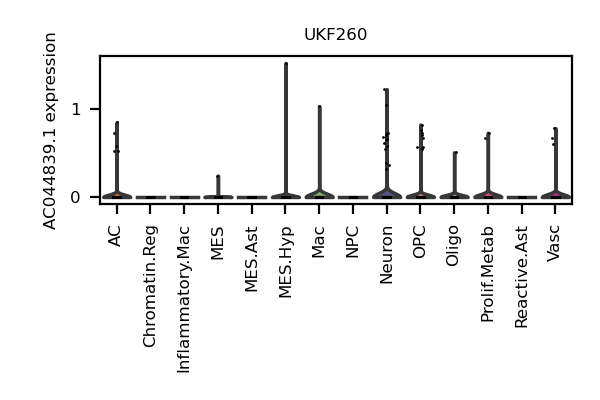 UKF260
AC044839.1 expression
1
0
AC
Chromatin.Reg
Inflammatory.Mac
MES
MES.Ast
MES.Hyp
Mac
NPC
Neuron
OPC
Oligo
Prolif.Metab
Reactive.Ast
Vasc